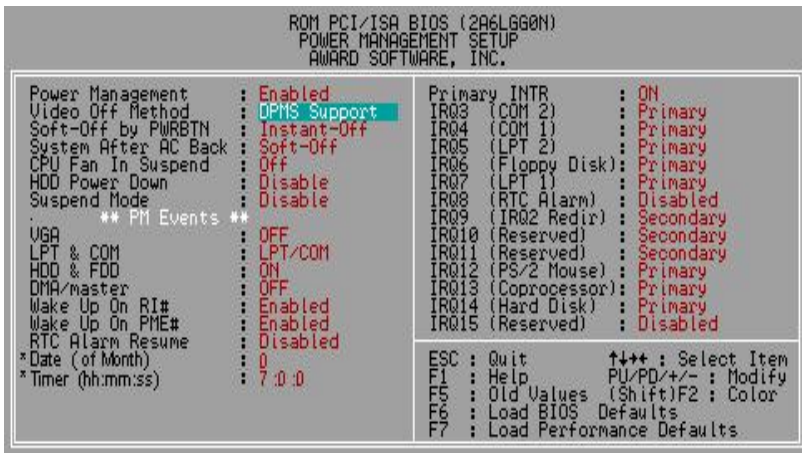 ROM PCI/ISA BIOS (2A6LGG0N)
POWER MANAGEMENT SETUP
AWARD SOFTWARE, INC.
Power Management : Enabled
Video Off Method : DPMS Support
Soft-Off by PWRBTN : Instant-Off
System After AC Back : Soft-Off
CPU Fan In Suspend : Off
HDD Power Down : Disable
Suspend Mode : Disable
** PM Events **
VGA : OFF
LPT & COM : LPT/COM
HDD & FDD : ON
DMA/master : OFF
Wake Up On RI# : Enabled
Wake Up On PME# : Enabled
RTC Alarm Resume : Disabled
* Date ( of Month) : 0
* Timer (hh:mm:ss) : 7 :0 :0
Primary INTR : ON
IRQ3 (COM 2) : Primary
IRQ4 (COM 1) : Primary
IRQ5 (LPT 2) : Primary
IRQ6 (Floppy Disk): Primary
IRQ7 (LPT 1) : Primary
IRQ8 (RTC Alarm) : Disabled
IRQ9 (IRQ2 Redir) : Secondary
IRQ10 (Reserved) : Secondary
IRQ11 (Reserved) : Secondary
IRQ12 (PS/2 Mouse) : Primary
IRQ13 (Coprocessor): Primary
IRQ14 (Hard Disk) : Primary
IRQ15 (Reserved) : Disabled
ESC : Quit ↑↓→← : Select Item
F1 : Help PU/PD/+/- : Modify
F5 : Old Values (Shift)F2 : Color
F6 : Load BIOS Defaults
F7 : Load Performance Defaults